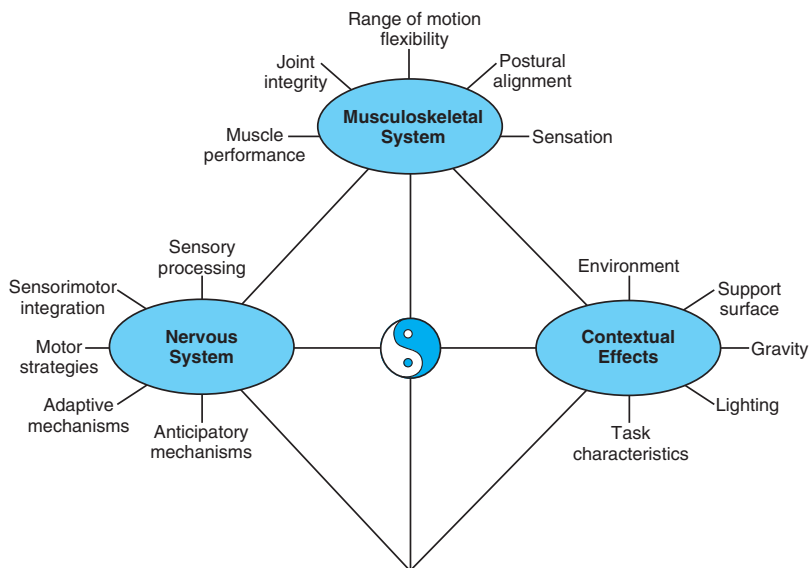 Range of motion
flexibility
Joint
integrity
Postural
alignment
Musculoskeletal
System
Muscle
performance
Sensation
Sensory
processing
Sensorimotor
integration
Nervous
System
Motor
strategies
Adaptive
mechanisms
Anticipatory
mechanisms
Environment
Support
surface
Contextual
Effects
Gravity
Lighting
Task
characteristics